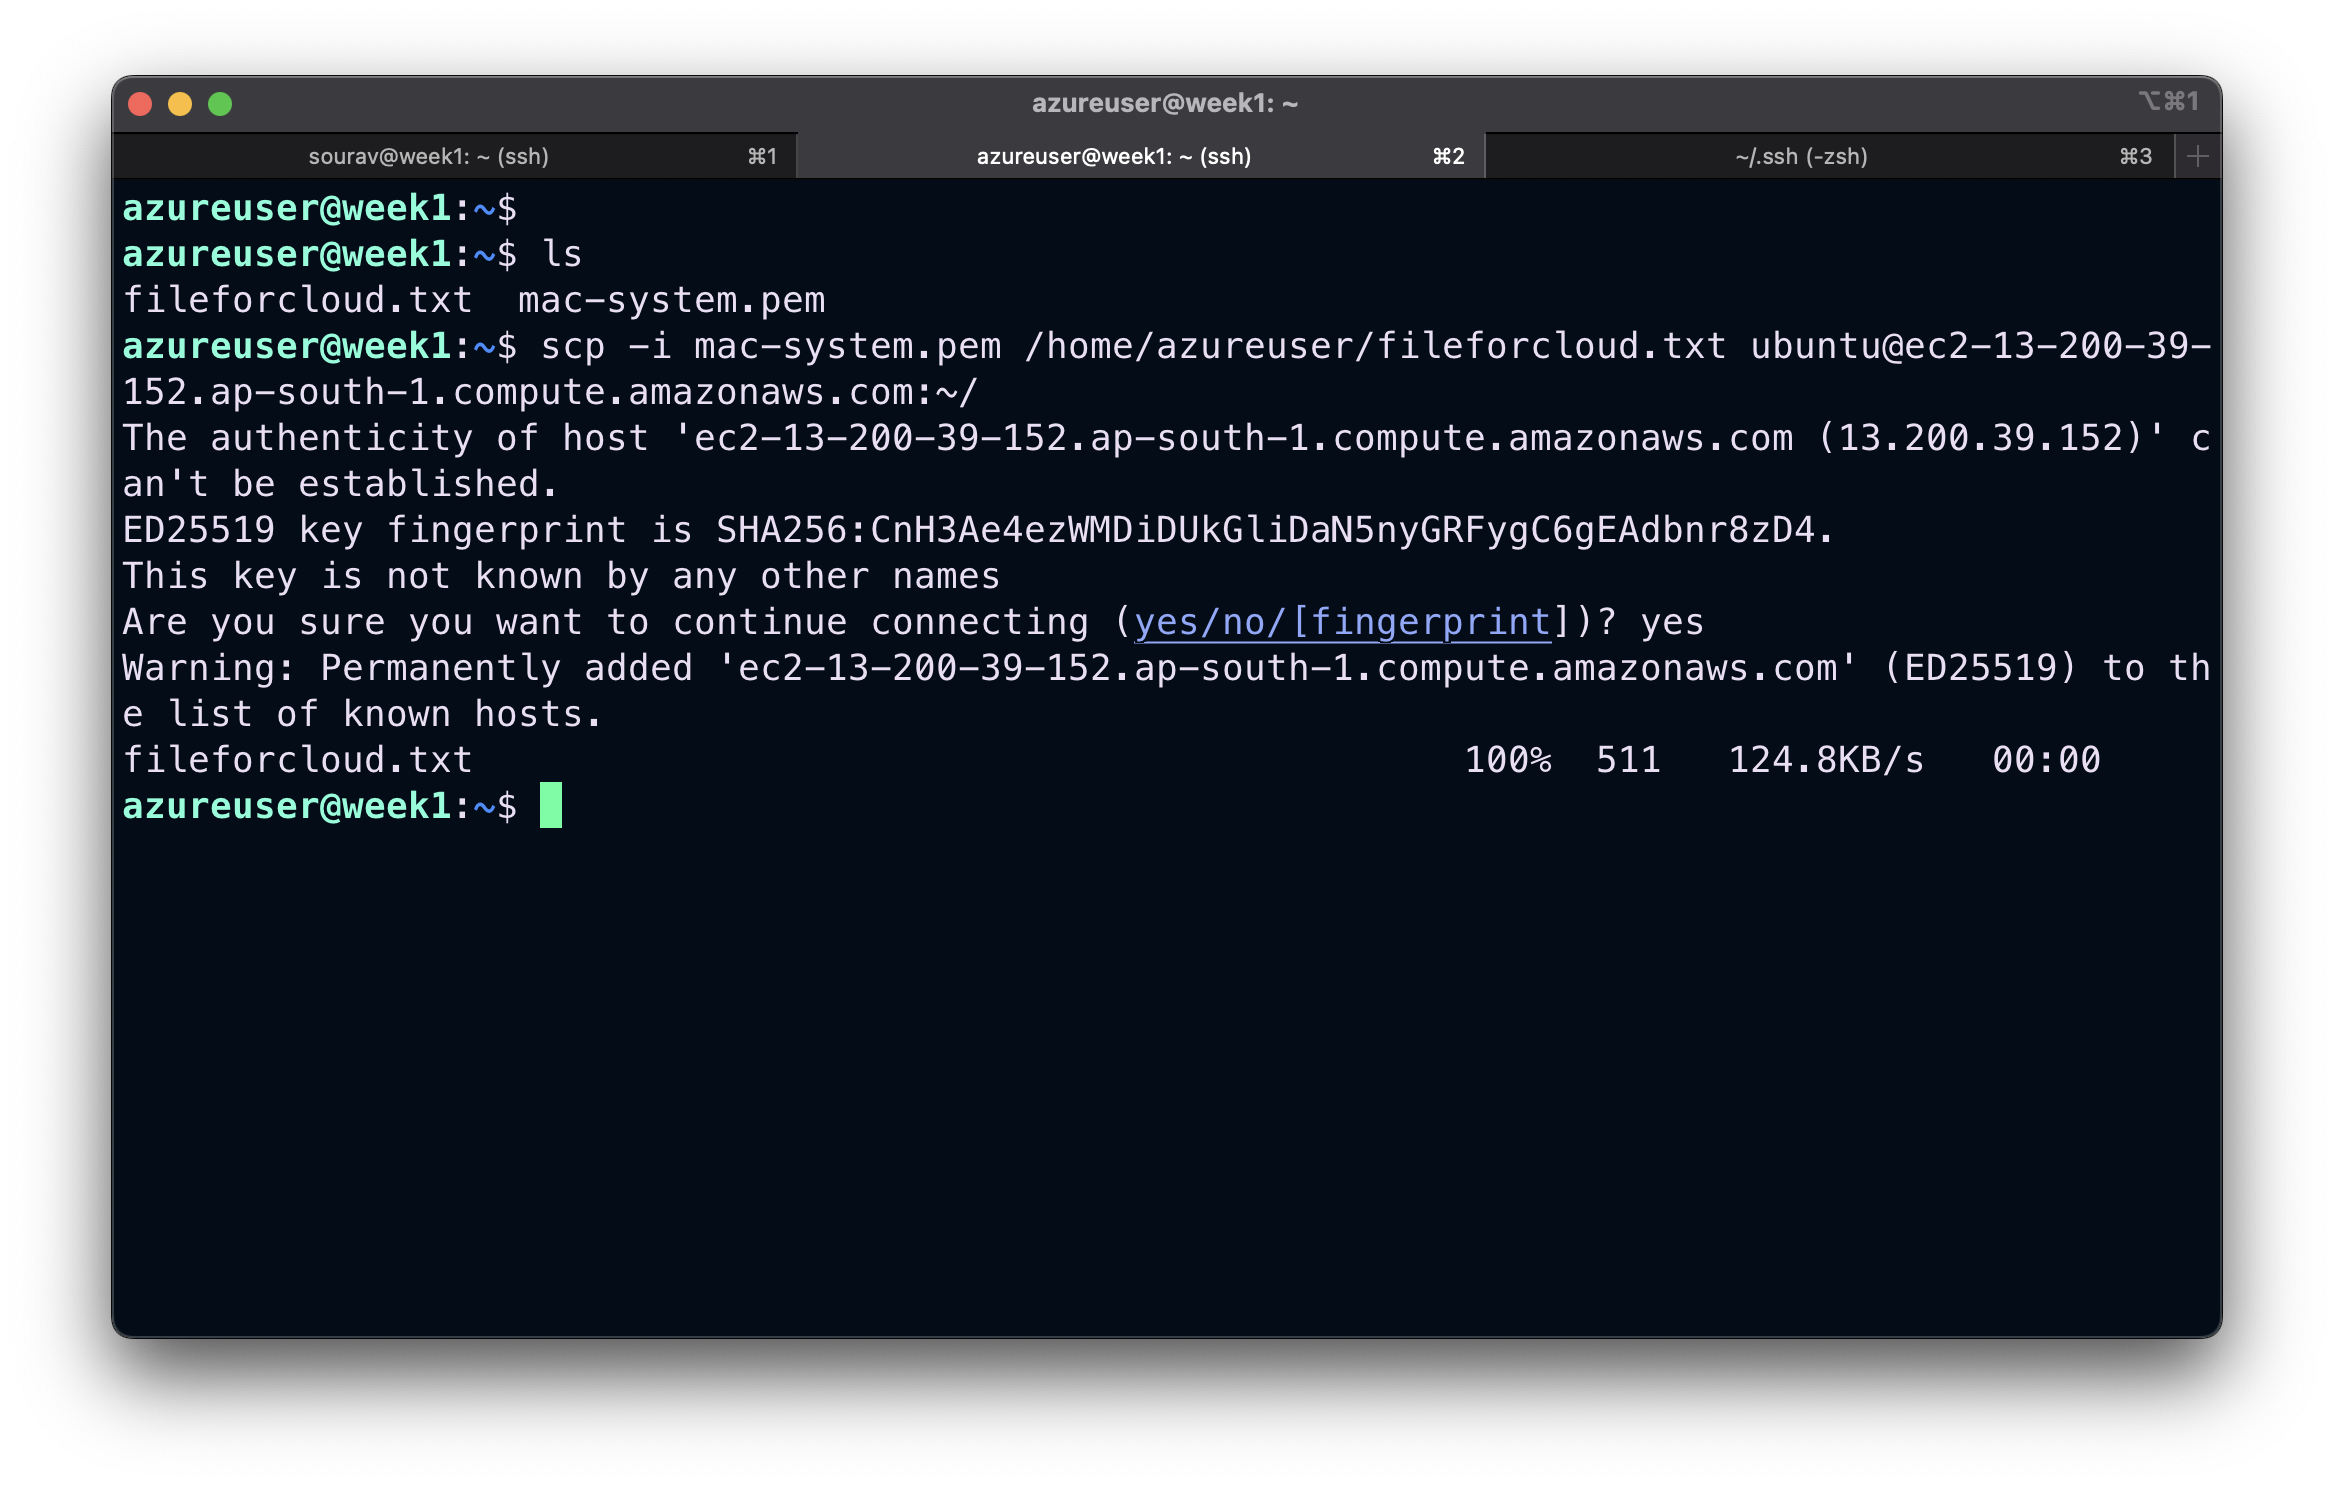 azureuser@week1: ~
⌥⌘1
sourav@week1: ~ (ssh) ⌘1
azureuser@week1: ~ (ssh) ⌘2
~/.ssh (-zsh) ⌘3
azureuser@week1:~$
azureuser@week1:~$ ls
fileforcloud.txt  mac-system.pem
azureuser@week1:~$ scp -i mac-system.pem /home/azureuser/fileforcloud.txt ubuntu@ec2-13-200-39-
152.ap-south-1.compute.amazonaws.com:~/
The authenticity of host 'ec2-13-200-39-152.ap-south-1.compute.amazonaws.com (13.200.39.152)' c
an't be established.
ED25519 key fingerprint is SHA256:CnH3Ae4ezWMDiDUkGliDaN5nyGRFygC6gEAdbnr8zD4.
This key is not known by any other names
Are you sure you want to continue connecting (yes/no/[fingerprint])? yes
Warning: Permanently added 'ec2-13-200-39-152.ap-south-1.compute.amazonaws.com' (ED25519) to th
e list of known hosts.
fileforcloud.txt 100% 511 124.8KB/s 00:00
azureuser@week1:~$